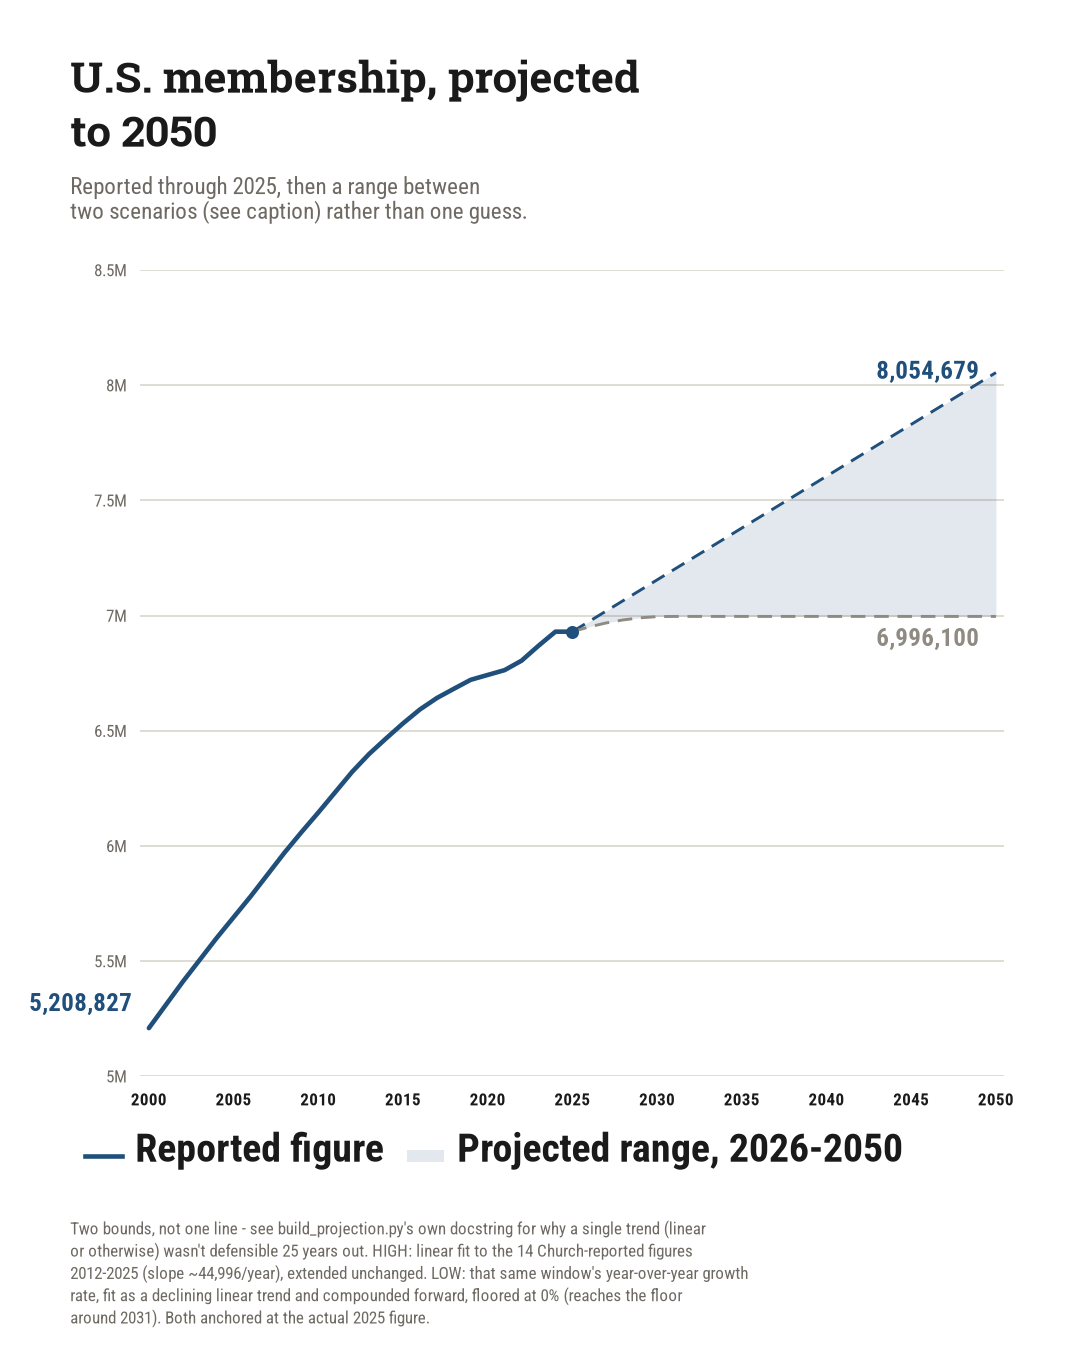 U.S. membership, projected
to 2050
Reported through 2025, then a range between
two scenarios (see caption) rather than one guess.
8.5M
8,054,679
8M
7.5M
7M
6,996,100
6.5M
6M
5.5M
5,208,827
5M
2000 2005 2010 2015 2020 2025 2030 2035 2040 2045 2050
Reported figure Projected range, 2026-2050
Two bounds, not one line - see build_projection.py's own docstring for why a single trend (linear
or otherwise) wasn't defensible 25 years out. HIGH: linear fit to the 14 Church-reported figures
2012-2025 (slope ~44,996/year), extended unchanged. LOW: that same window's year-over-year growth
rate, fit as a declining linear trend and compounded forward, floored at 0% (reaches the floor
around 2031). Both anchored at the actual 2025 figure.